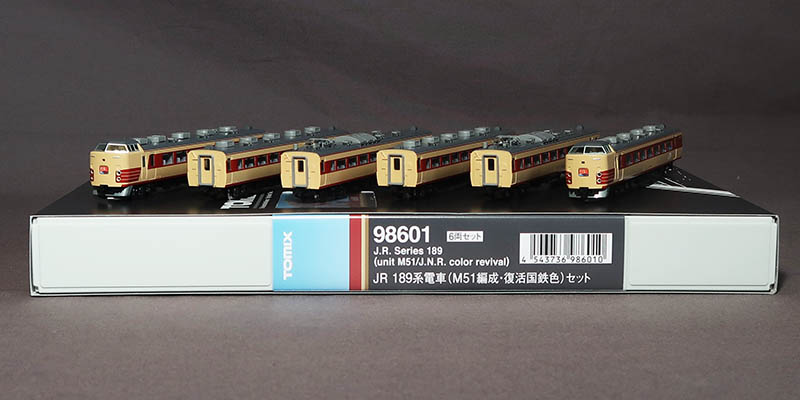 TOMIX
98601 6両セット
J.R. Series 189
(unit M51/J.N.R. color revival)
JR 189系電車(M51編成・復活国鉄色)セット
4 543736 986010